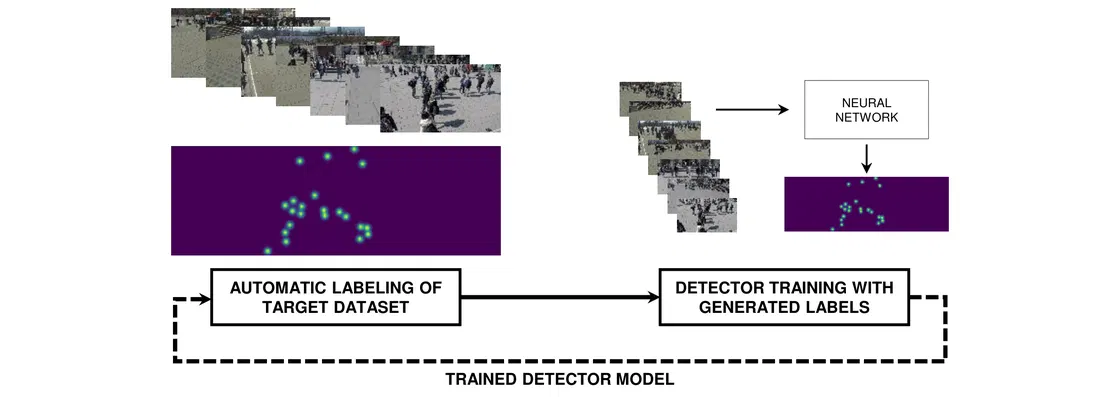 NEURAL
NETWORK
AUTOMATIC LABELING OF
TARGET DATASET
DETECTOR TRAINING WITH
GENERATED LABELS
TRAINED DETECTOR MODEL